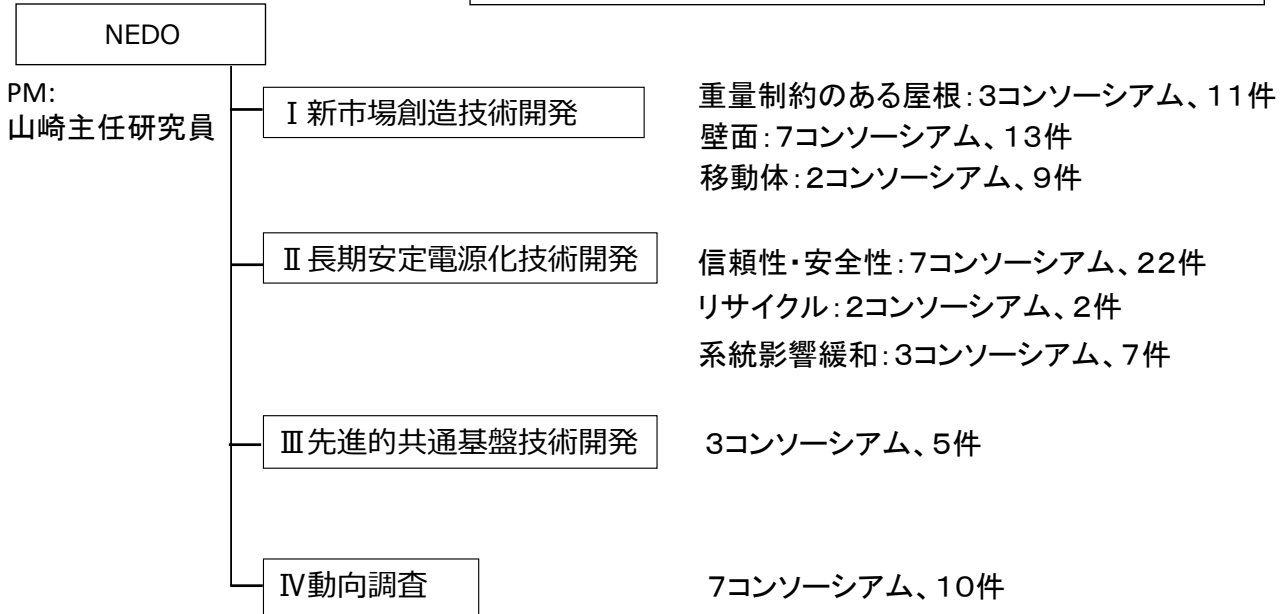 NEDO
PM:
山崎主任研究員
Ⅰ新市場創造技術開発
重量制約のある屋根:3コンソーシアム、11件
壁面:7コンソーシアム、13件
移動体:2コンソーシアム、9件
Ⅱ長期安定電源化技術開発
信頼性・安全性:7コンソーシアム、22件
リサイクル:2コンソーシアム、2件
系統影響緩和:3コンソーシアム、7件
Ⅲ先進的共通基盤技術開発
3コンソーシアム、5件
Ⅳ動向調査
7コンソーシアム、10件